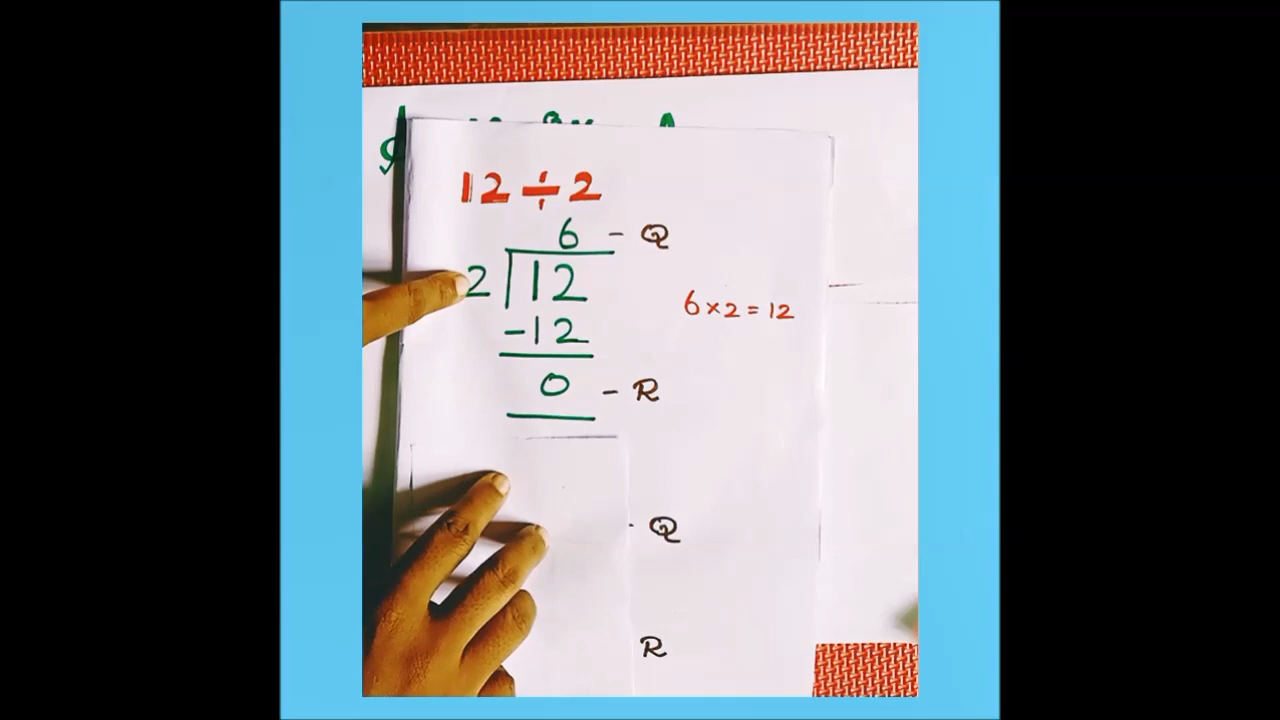 12 ÷ 2
6 - Q
2 12
6 × 2 = 12
-12
0 - R
- Q
R